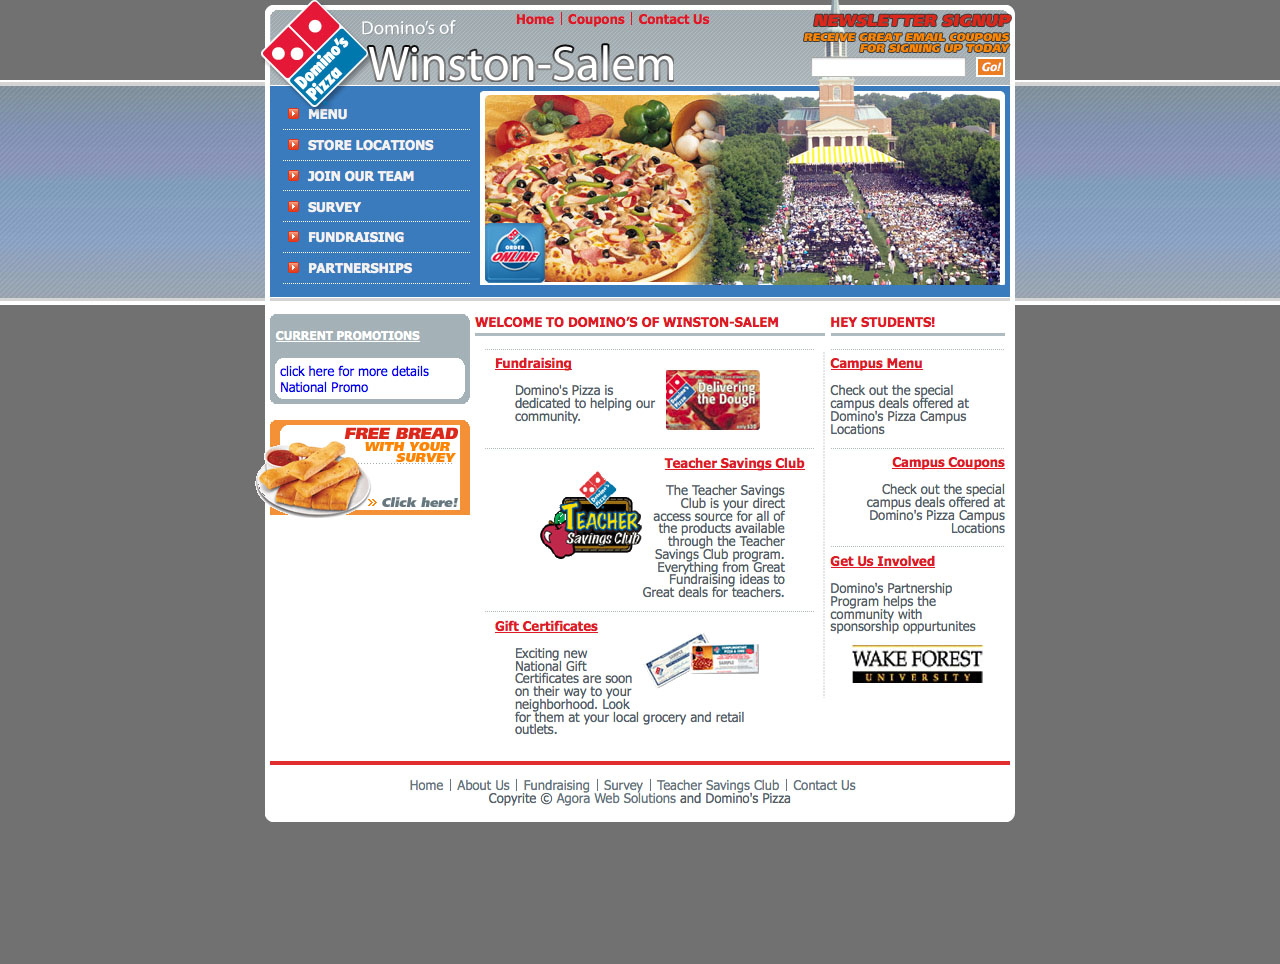 Home
Coupons
Contact Us
Domino's Pizza
Domino's of
Winston-Salem
NEWSLETTER SIGNUP
RECEIVE GREAT EMAIL COUPONS
FOR SIGNING UP TODAY
Go!
MENU
STORE LOCATIONS
JOIN OUR TEAM
SURVEY
FUNDRAISING
PARTNERSHIPS
ORDER
ONLINE
CURRENT PROMOTIONS
click here for more details
National Promo
FREE BREAD
WITH YOUR
SURVEY
» Click here!
WELCOME TO DOMINO'S OF WINSTON-SALEM
Fundraising
Domino's Pizza is
dedicated to helping our
community.
Delivering
the Dough
Teacher Savings Club
The Teacher Savings
Club is your direct
access source for all of
the products available
through the Teacher
Savings Club program.
Everything from Great
Fundraising ideas to
Great deals for teachers.
TEACHER
Savings Club
Gift Certificates
Exciting new
National Gift
Certificates are soon
on their way to your
neighborhood. Look
for them at your local grocery and retail
outlets.
SAMPLE
SAMPLE
HEY STUDENTS!
Campus Menu
Check out the special
campus deals offered at
Domino's Pizza Campus
Locations
Campus Coupons
Check out the special
campus deals offered at
Domino's Pizza Campus
Locations
Get Us Involved
Domino's Partnership
Program helps the
community with
sponsorship oppurtunites
WAKE FOREST
UNIVERSITY
Home | About Us | Fundraising | Survey | Teacher Savings Club | Contact Us
Copyrite © Agora Web Solutions and Domino's Pizza